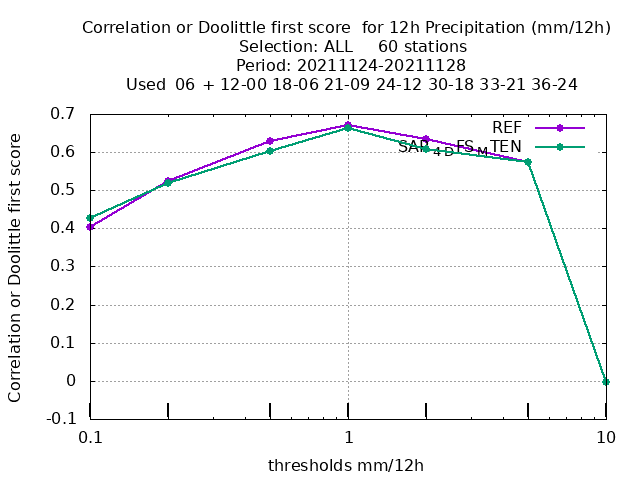 Correlation or Doolittle first score  for 12h Precipitation (mm/12h)
Selection: ALL     60 stations
Period: 20211124-20211128
Used  06 + 12-00 18-06 21-09 24-12 30-18 33-21 36-24
Correlation or Doolittle first score
0.7
0.6
0.5
0.4
0.3
0.2
0.1
0
-0.1
REF
TEN
0.1
1
10
thresholds mm/12h